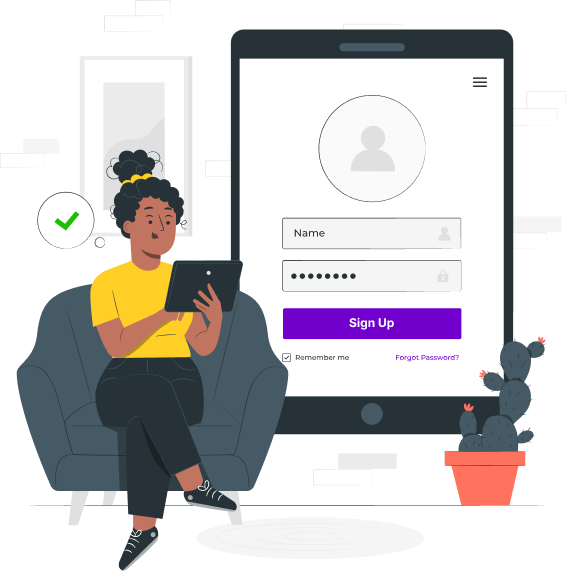 Name
●●●●●●●●
Sign Up
Remember me
Forgot Password?